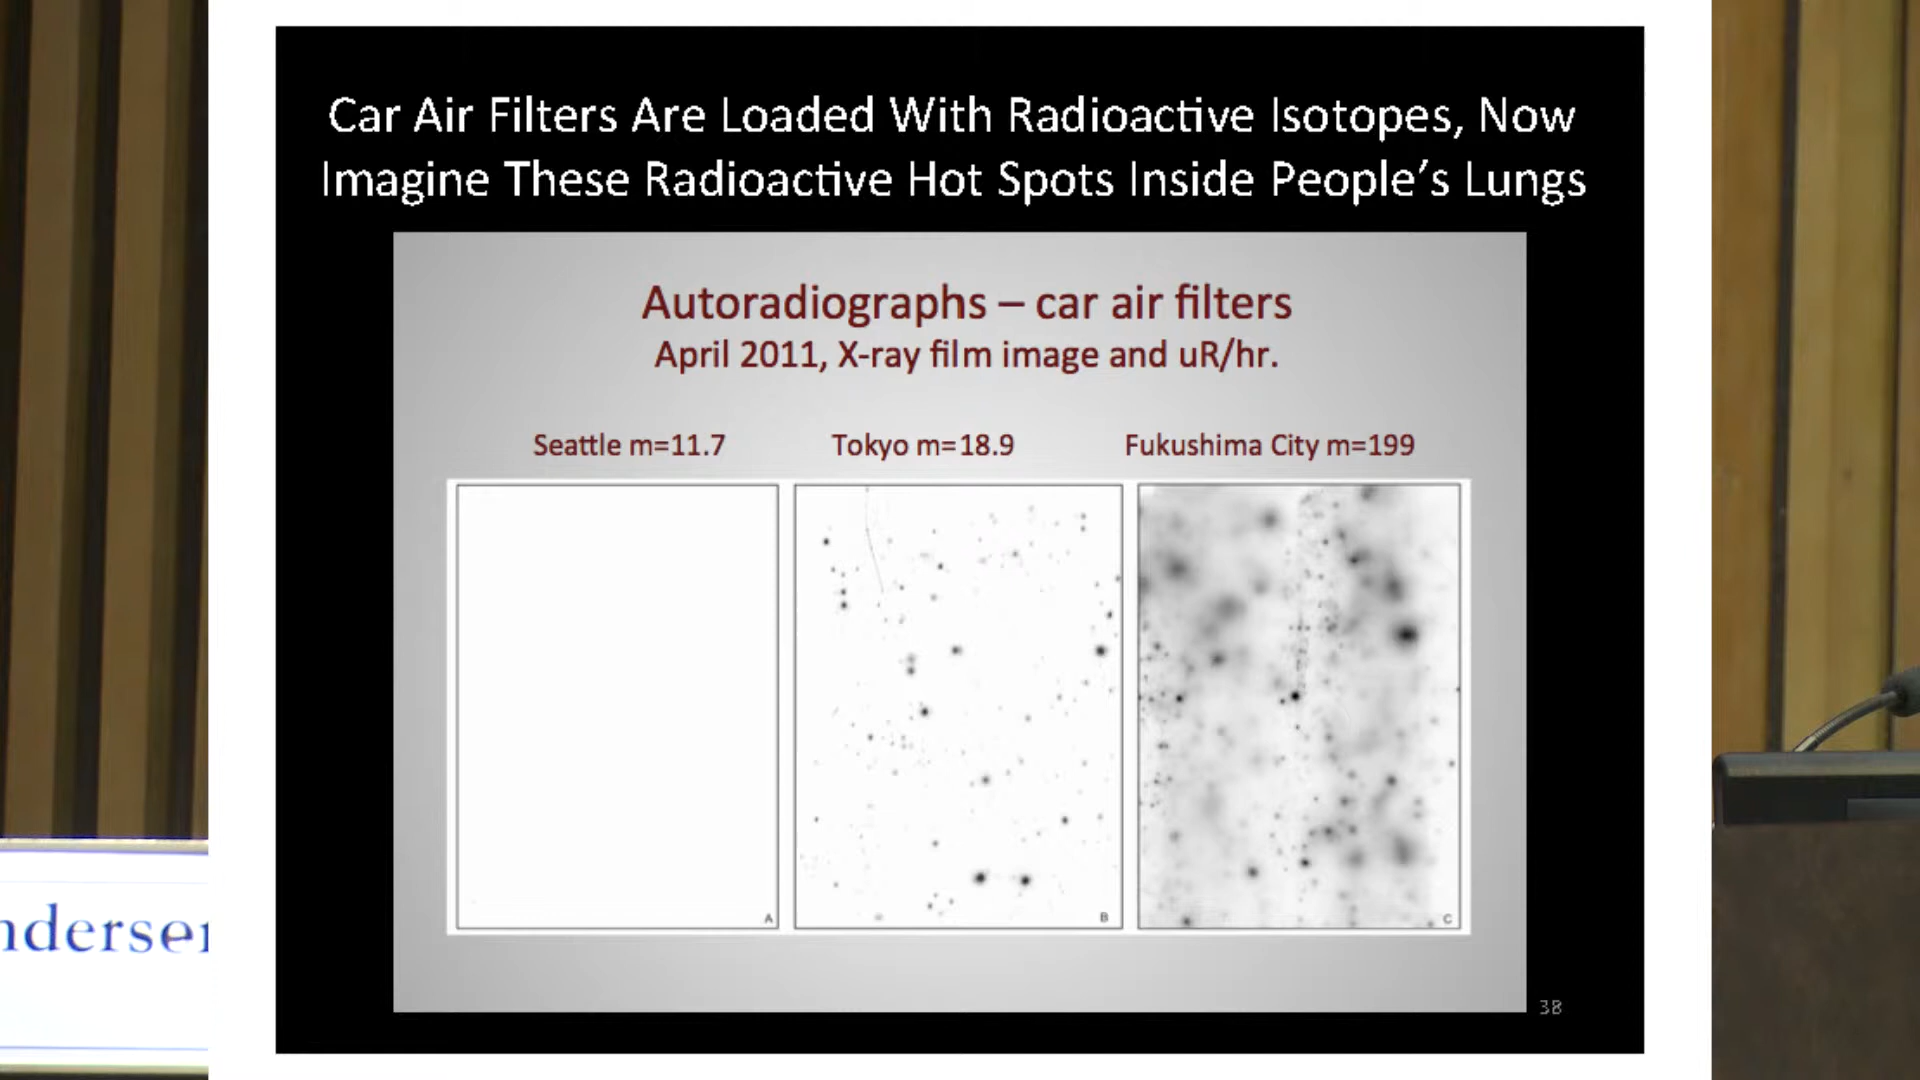 Car Air Filters Are Loaded With Radioactive Isotopes, Now
Imagine These Radioactive Hot Spots Inside People's Lungs
Autoradiographs – car air filters
April 2011, X-ray film image and uR/hr.
Seattle m=11.7
Tokyo m=18.9
Fukushima City m=199
A
B
C
38
ndersen